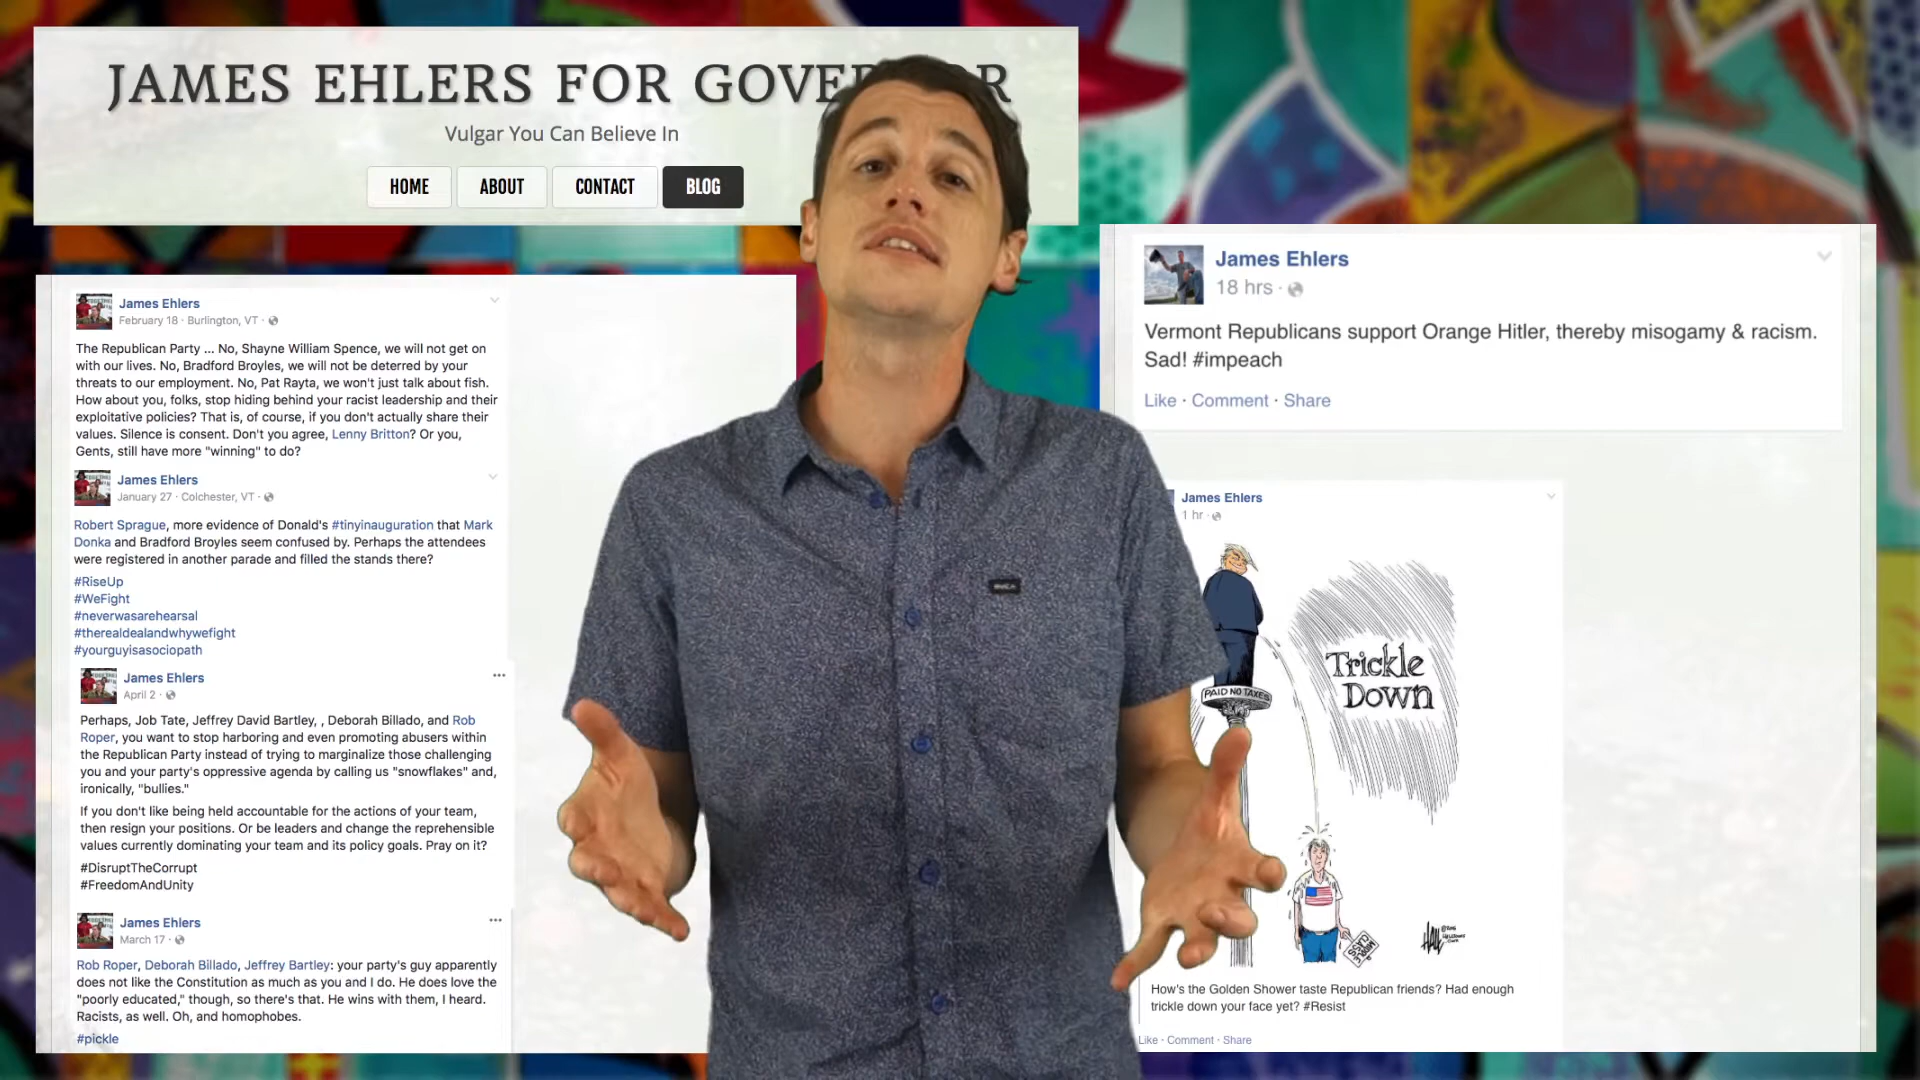 JAMES EHLERS FOR GOVE R
Vulgar You Can Believe In
HOME ABOUT CONTACT BLOG
James Ehlers
February 18 · Burlington, VT ·
The Republican Party ... No, Shayne William Spence, we will not get on
with our lives. No, Bradford Broyles, we will not be deterred by your
threats to our employment. No, Pat Rayta, we won't just talk about fish.
How about you, folks, stop hiding behind your racist leadership and their
exploitative policies? That is, of course, if you don't actually share their
values. Silence is consent. Don't you agree, Lenny Britton? Or you,
Gents, still have more "winning" to do?
James Ehlers
January 27 · Colchester, VT ·
Robert Sprague, more evidence of Donald's #tinyinauguration that Mark
Donka and Bradford Broyles seem confused by. Perhaps the attendees
were registered in another parade and filled the stands there?
#RiseUp
#WeFight
#neverwasarehearsal
#therealdealandwhywefight
#yourguyisasociopath
James Ehlers
April 2 ·
Perhaps, Job Tate, Jeffrey David Bartley, , Deborah Billado, and Rob
Roper, you want to stop harboring and even promoting abusers within
the Republican Party instead of trying to marginalize those challenging
you and your party's oppressive agenda by calling us "snowflakes" and,
ironically, "bullies."
If you don't like being held accountable for the actions of your team,
then resign your positions. Or be leaders and change the reprehensible
values currently dominating your team and its policy goals. Pray on it?
#DisruptTheCorrupt
#FreedomAndUnity
James Ehlers
March 17 ·
Rob Roper, Deborah Billado, Jeffrey Bartley: your party's guy apparently
does not like the Constitution as much as you and I do. He does love the
"poorly educated," though, so there's that. He wins with them, I heard.
Racists, as well. Oh, and homophobes.
#pickle
James Ehlers
18 hrs ·
Vermont Republicans support Orange Hitler, thereby misogamy & racism.
Sad! #impeach
Like · Comment · Share
James Ehlers
1 hr ·
Trickle
Down
PAID NO TAXES
MIDDLE
CLASS
HALL
How's the Golden Shower taste Republican friends? Had enough
trickle down your face yet? #Resist
Like · Comment · Share